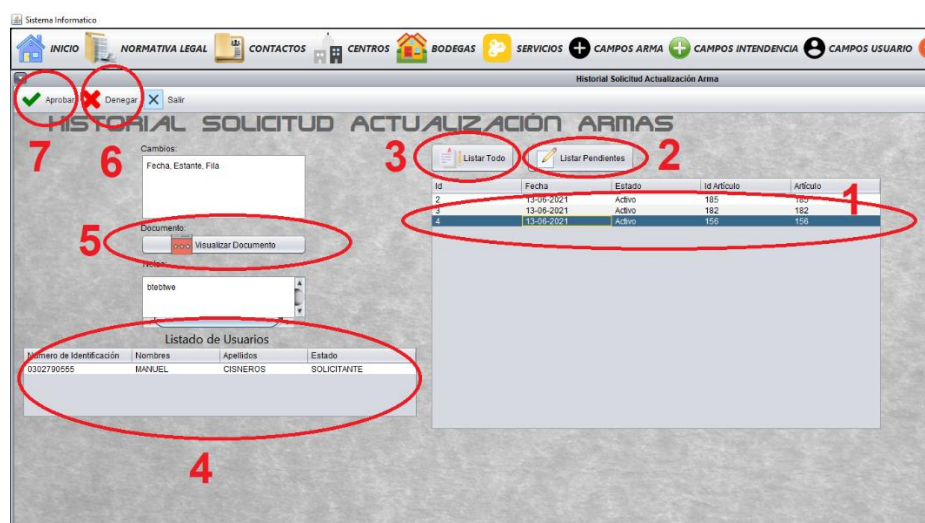 Sistema Informatico
INICIO NORMATIVA LEGAL CONTACTOS CENTROS BODEGAS SERVICIOS CAMPOS ARMA CAMPOS INTENDENCIA CAMPOS USUARIO
Historial Solicitud Actualización Arma
Aprobar Denegar Salir
HISTORIAL SOLICITUD ACTUALIZACIÓN ARMAS
7 6 3 2
Cambios:
Fecha, Estante, Fila
Listar Todo Listar Pendientes
Id Fecha Estado Id Artículo Artículo
2 13-06-2021 Activo 185 185
3 13-06-2021 Activo 182 182
4 13-06-2021 Activo 156 156
1
Documento:
5
Visualizar Documento
Notas:
btebtwe
Listado de Usuarios
Número de Identificación Nombres Apellidos Estado
0302790555 MANUEL CISNEROS SOLICITANTE
4